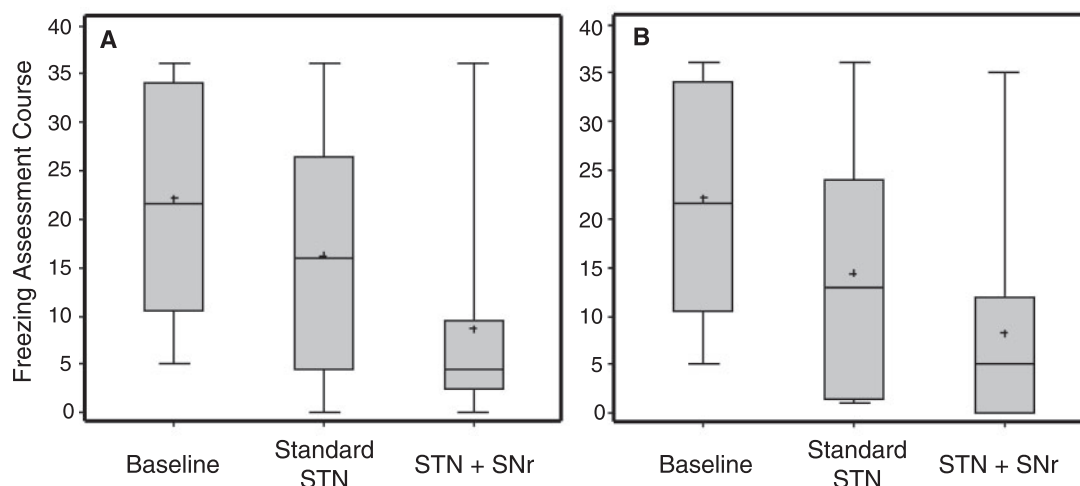 A
B
Freezing Assessment Course
40
35
30
25
20
15
10
5
0
40
35
30
25
20
15
10
5
0
Baseline
Standard
STN
STN + SNr
Baseline
Standard
STN
STN + SNr